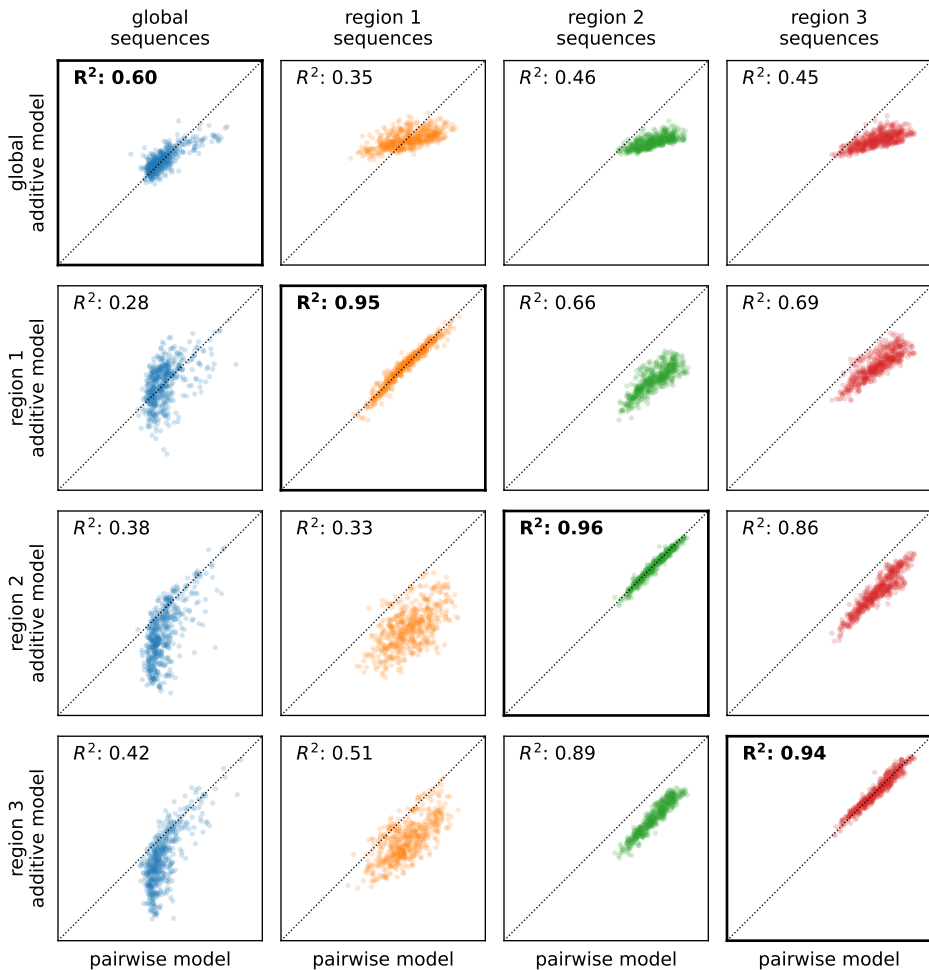 global
sequences
region 1
sequences
region 2
sequences
region 3
sequences
global
additive model
R²: 0.60
R²: 0.35
R²: 0.46
R²: 0.45
region 1
additive model
R²: 0.28
R²: 0.95
R²: 0.66
R²: 0.69
region 2
additive model
R²: 0.38
R²: 0.33
R²: 0.96
R²: 0.86
region 3
additive model
R²: 0.42
R²: 0.51
R²: 0.89
R²: 0.94
pairwise model
pairwise model
pairwise model
pairwise model